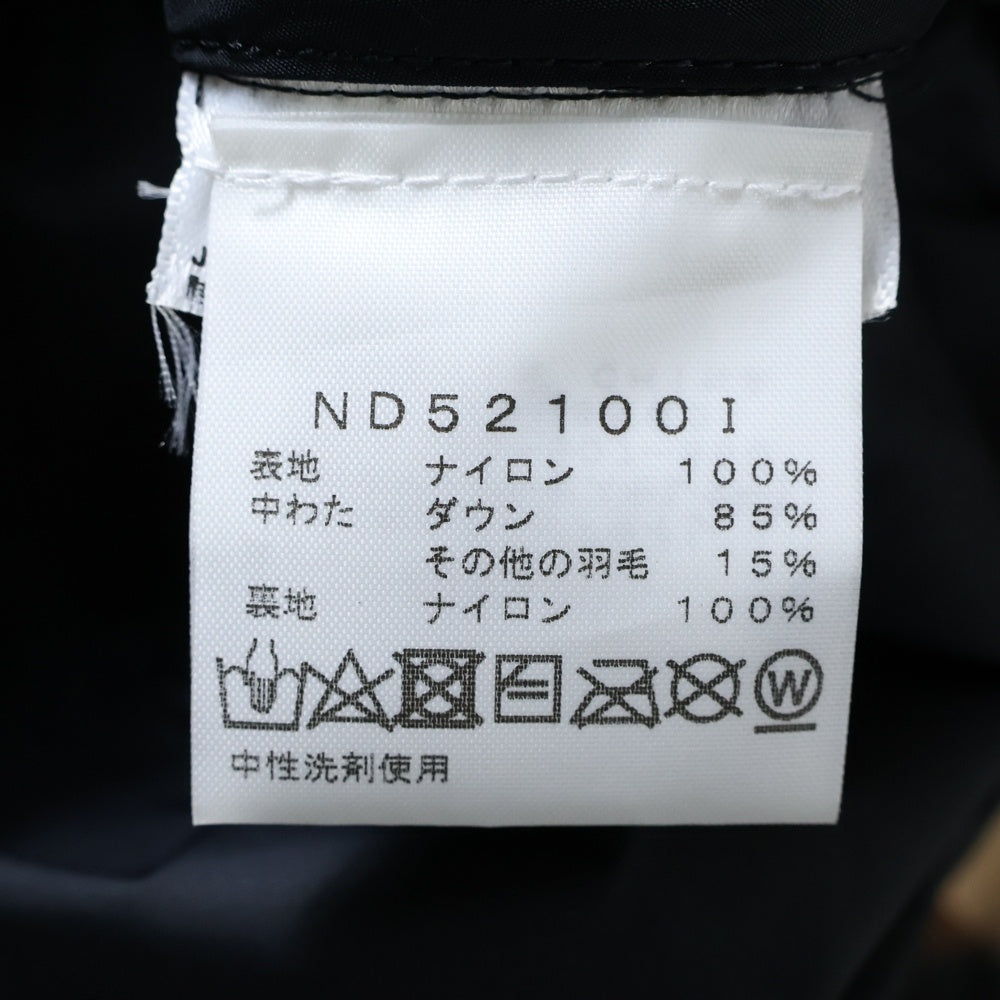 ND52100I
表地 ナイロン 100%
中わた ダウン 85%
その他の羽毛 15%
裏地 ナイロン 100%
W
中性洗剤使用